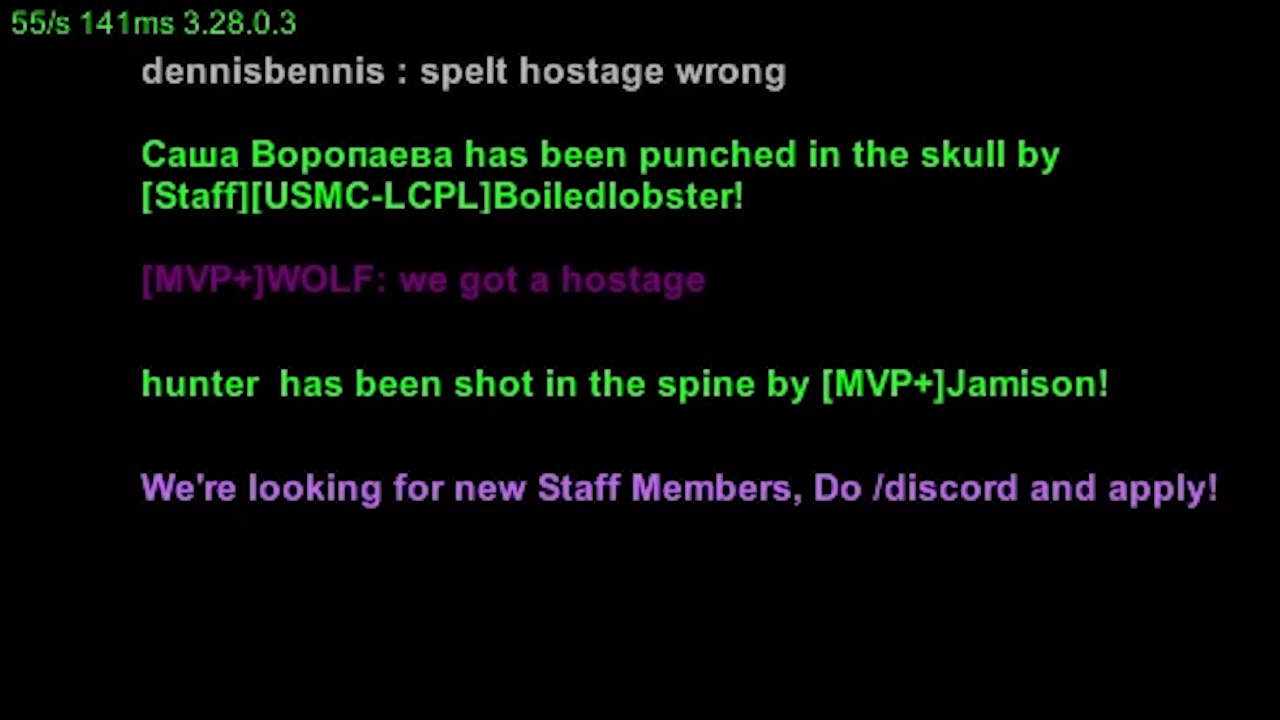 55/s 141ms 3.28.0.3
dennisbennis : spelt hostage wrong
Саша Воропаева has been punched in the skull by
[Staff][USMC-LCPL]Boiledlobster!
[MVP+]WOLF: we got a hostage
hunter  has been shot in the spine by [MVP+]Jamison!
We're looking for new Staff Members, Do /discord and apply!